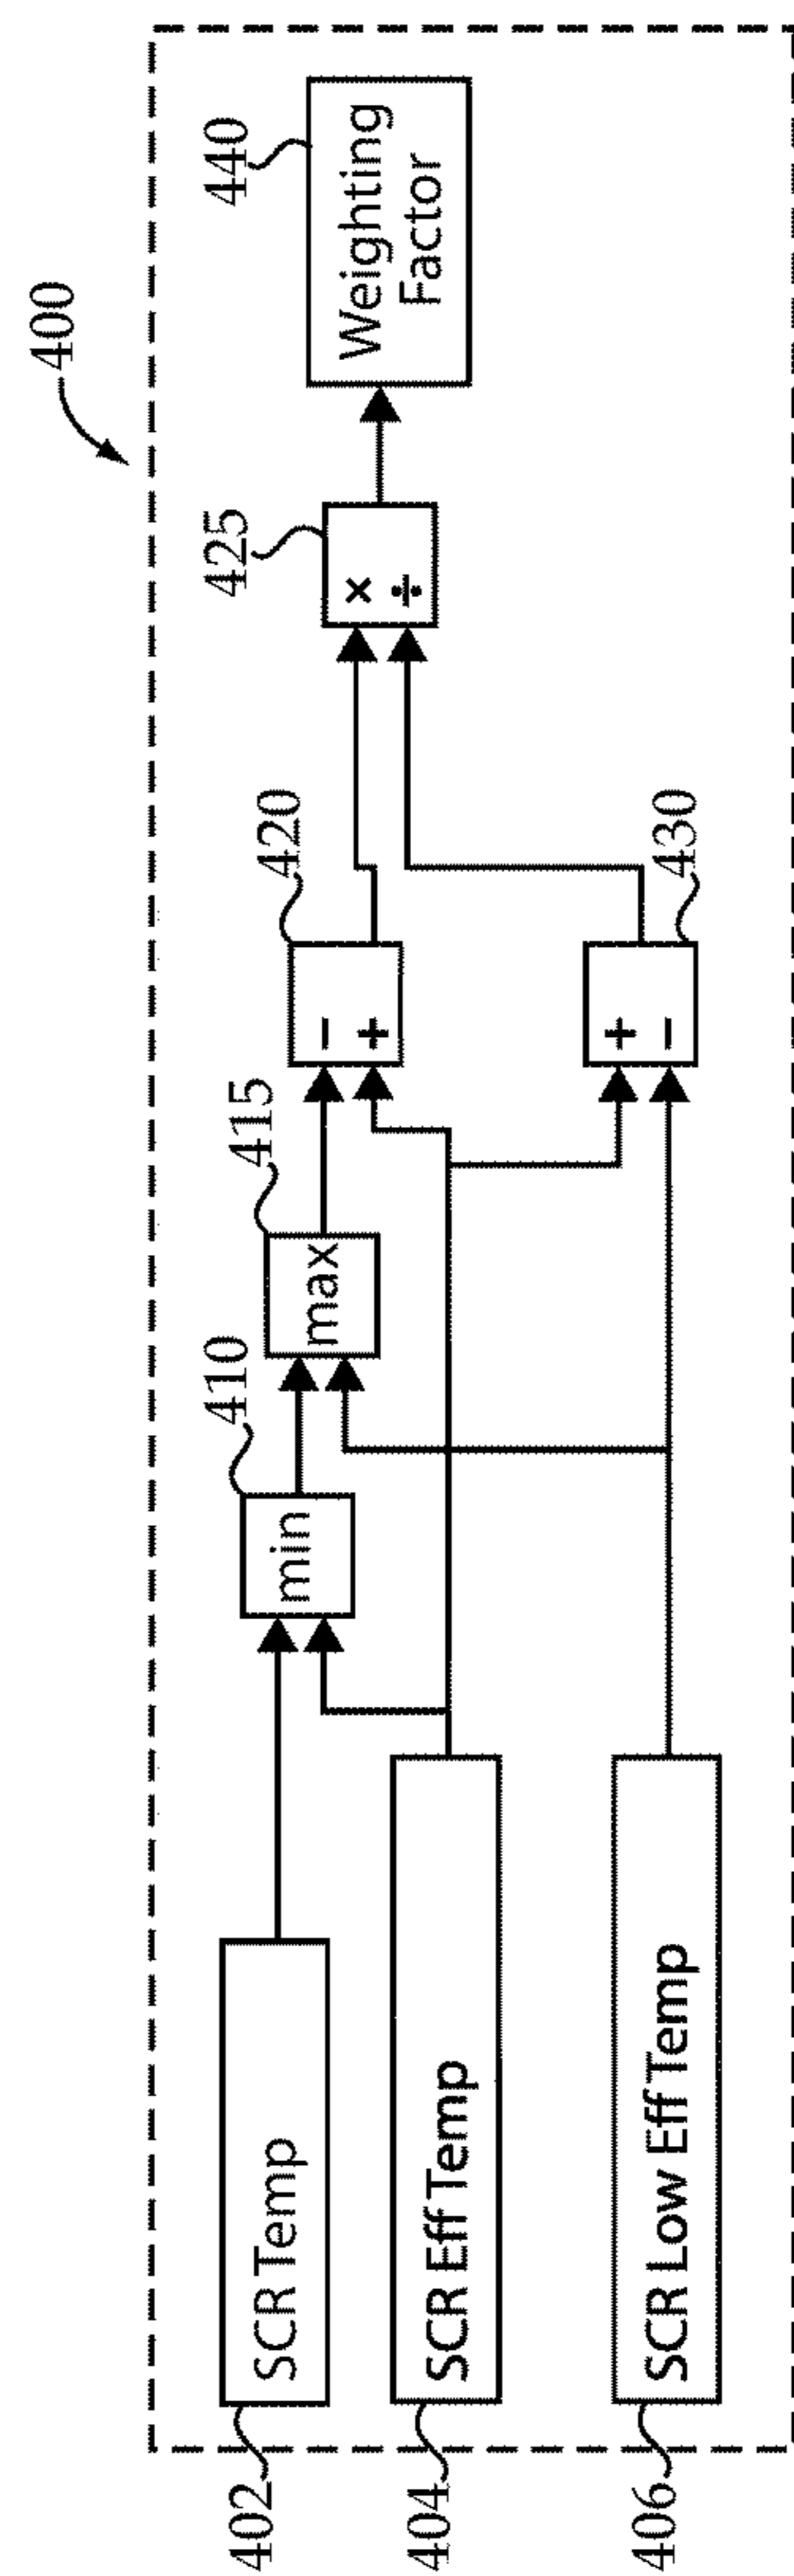 400
402
SCR Temp
404
SCR Eff Temp
406
SCR Low Eff Temp
410
min
415
max
420
−
+
430
+
−
425
×
÷
440
Weighting
Factor